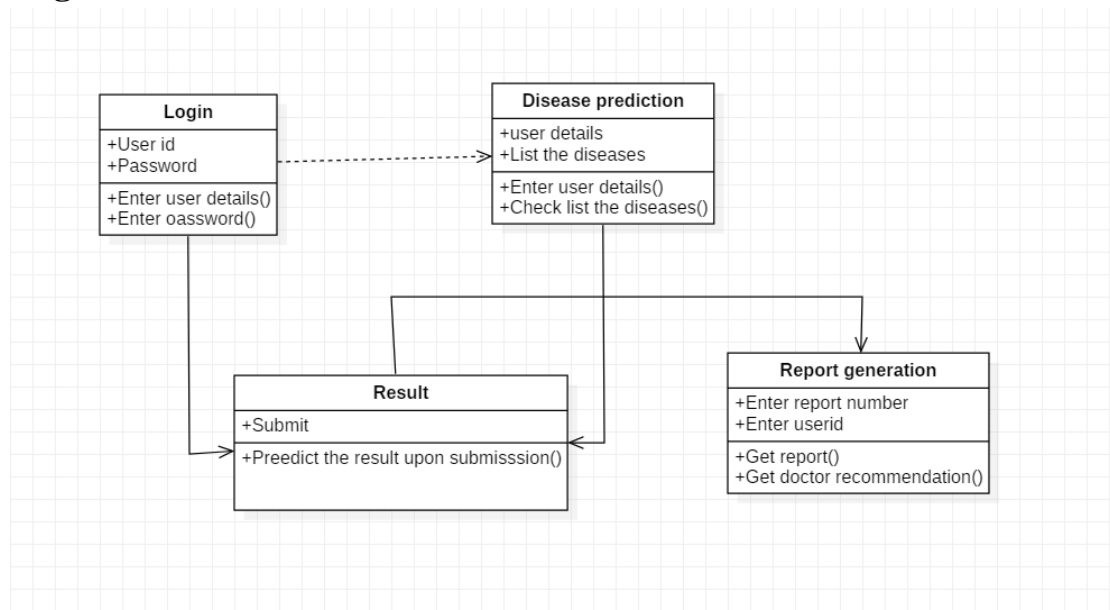 Login
+User id
+Password
+Enter user details()
+Enter oassword()
Disease prediction
+user details
+List the diseases
+Enter user details()
+Check list the diseases()
Result
+Submit
+Preedict the result upon submisssion()
Report generation
+Enter report number
+Enter userid
+Get report()
+Get doctor recommendation()